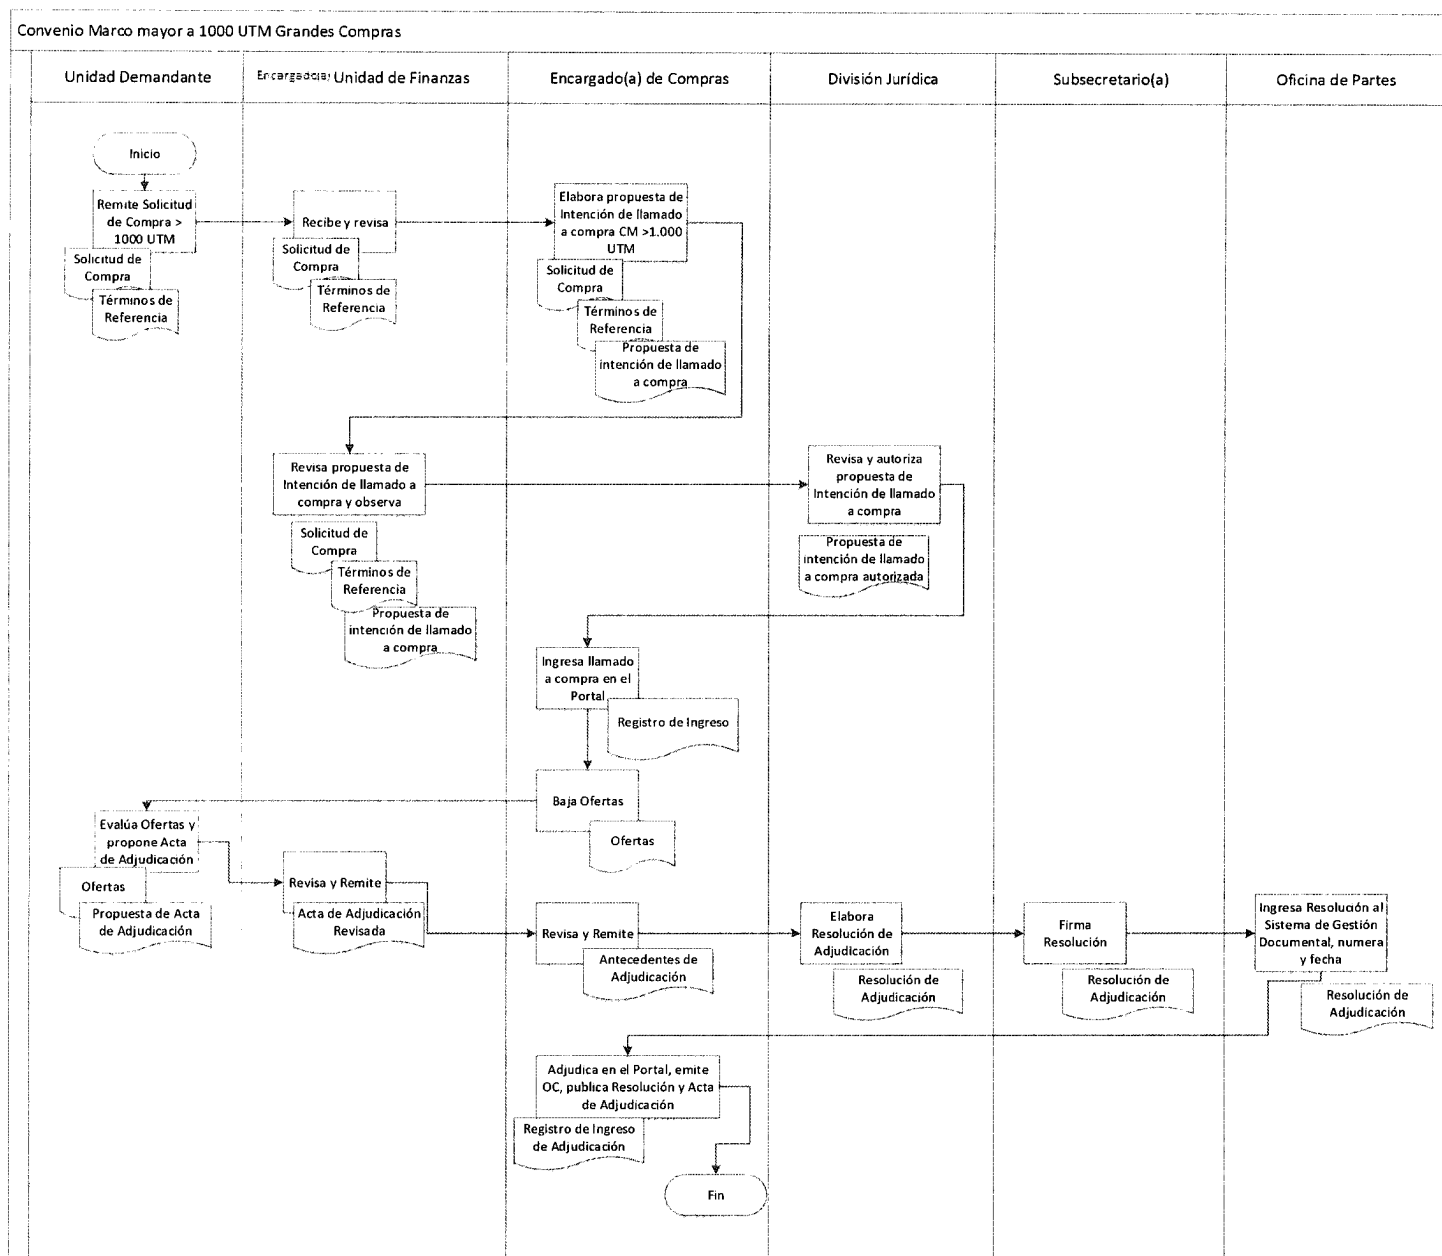 Convenio Marco mayor a 1000 UTM Grandes Compras
Unidad Demandante
Encargado(a) Unidad de Finanzas
Encargado(a) de Compras
División Jurídica
Subsecretario(a)
Oficina de Partes
Inicio
Remite Solicitud
de Compra >
1000 UTM
Solicitud de
Compra
Términos de
Referencia
Recibe y revisa
Solicitud de
Compra
Términos de
Referencia
Elabora propuesta de
Intención de llamado
a compra CM >1.000
UTM
Solicitud de
Compra
Términos de
Referencia
Propuesta de
intención de llamado
a compra
Revisa propuesta de
Intención de llamado a
compra y observa
Solicitud de
Compra
Términos de
Referencia
Propuesta de
intención de llamado
a compra
Revisa y autoriza
propuesta de
Intención de llamado
a compra
Propuesta de
intención de llamado
a compra autorizada
Ingresa llamado
a compra en el
Portal
Registro de Ingreso
Baja Ofertas
Ofertas
Evalúa Ofertas y
propone Acta
de Adjudicación
Ofertas
Propuesta de Acta
de Adjudicación
Revisa y Remite
Acta de Adjudicación
Revisada
Revisa y Remite
Antecedentes de
Adjudicación
Elabora
Resolución de
Adjudicación
Resolución de
Adjudicación
Firma
Resolución
Resolución de
Adjudicación
Ingresa Resolución al
Sistema de Gestión
Documental, numera
y fecha
Resolución de
Adjudicación
Adjudica en el Portal, emite
OC, publica Resolución y Acta
de Adjudicación
Registro de Ingreso
de Adjudicación
Fin